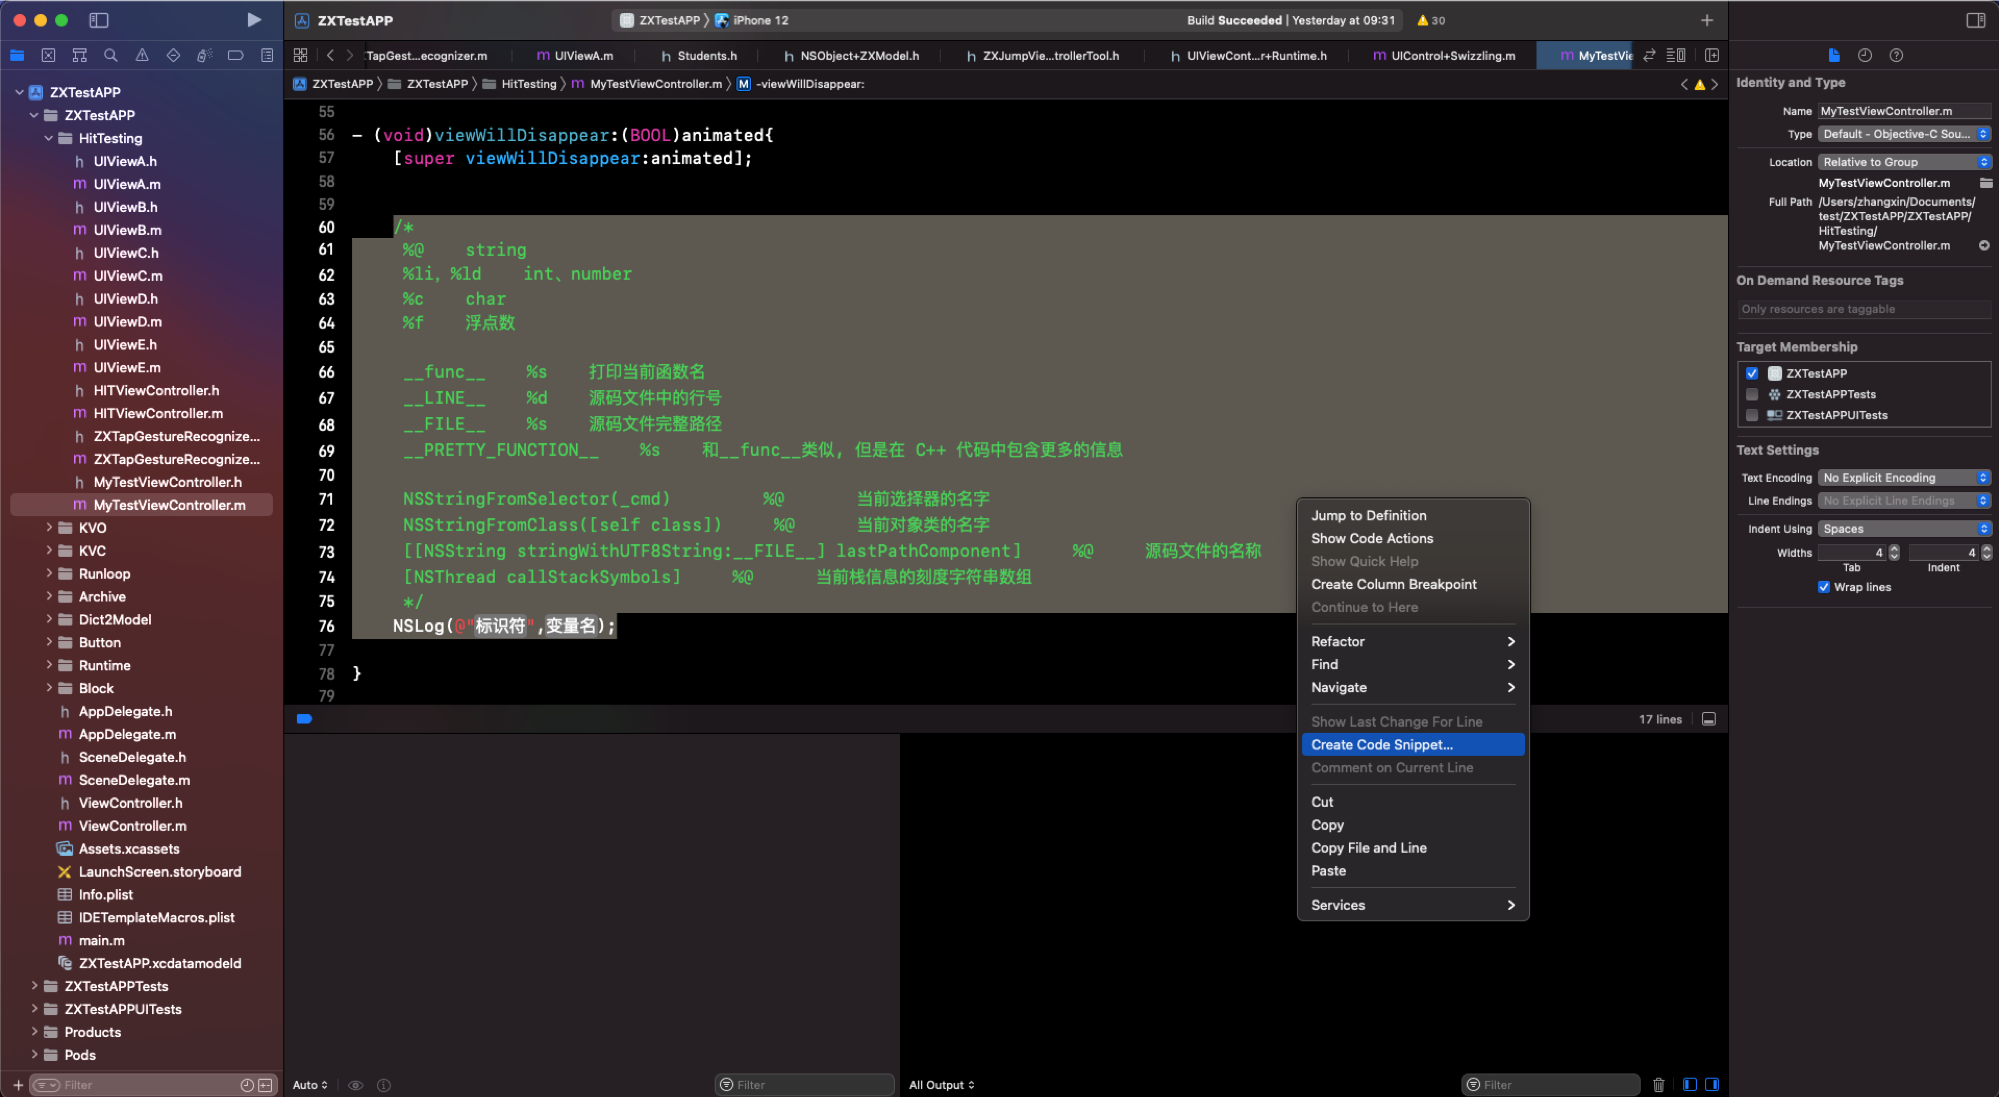 ZXTestAPP
ZXTestAPP 〉 iPhone 12
Build Succeeded | Yesterday at 09:31
30
TapGest...ecognizer.m
m UIViewA.m
h Students.h
h NSObject+ZXModel.h
h ZXJumpVie...trollerTool.h
h UIViewCont...r+Runtime.h
m UIControl+Swizzling.m
m MyTestVie
ZXTestAPP 〉 ZXTestAPP 〉 HitTesting 〉 m MyTestViewController.m 〉 M -viewWillDisappear:
ZXTestAPP
ZXTestAPP
HitTesting
h UIViewA.h
m UIViewA.m
h UIViewB.h
m UIViewB.m
h UIViewC.h
m UIViewC.m
h UIViewD.h
m UIViewD.m
h UIViewE.h
m UIViewE.m
h HITViewController.h
m HITViewController.m
h ZXTapGestureRecognize...
m ZXTapGestureRecognize...
h MyTestViewController.h
m MyTestViewController.m
KVO
KVC
Runloop
Archive
Dict2Model
Button
Runtime
Block
h AppDelegate.h
m AppDelegate.m
h SceneDelegate.h
m SceneDelegate.m
h ViewController.h
m ViewController.m
Assets.xcassets
LaunchScreen.storyboard
Info.plist
IDETemplateMacros.plist
m main.m
ZXTestAPP.xcdatamodeld
ZXTestAPPTests
ZXTestAPPUITests
Products
Pods
Filter
55
56 - (void)viewWillDisappear:(BOOL)animated{
57 [super viewWillDisappear:animated];
58
59
60 /*
61 %@ string
62 %li，%ld int、number
63 %c char
64 %f 浮点数
65
66 __func__ %s 打印当前函数名
67 __LINE__ %d 源码文件中的行号
68 __FILE__ %s 源码文件完整路径
69 __PRETTY_FUNCTION__ %s 和__func__类似，但是在 C++ 代码中包含更多的信息
70
71 NSStringFromSelector(_cmd) %@ 当前选择器的名字
72 NSStringFromClass([self class]) %@ 当前对象类的名字
73 [[NSString stringWithUTF8String:__FILE__] lastPathComponent] %@ 源码文件的名称
74 [NSThread callStackSymbols] %@ 当前栈信息的刻度字符串数组
75 */
76 NSLog(@"标识符",变量名);
77
78 }
79
17 lines
Jump to Definition
Show Code Actions
Show Quick Help
Create Column Breakpoint
Continue to Here
Refactor
Find
Navigate
Show Last Change For Line
Create Code Snippet...
Comment on Current Line
Cut
Copy
Copy File and Line
Paste
Services
Auto
Filter
All Output
Filter
Identity and Type
Name MyTestViewController.m
Type Default - Objective-C Sou...
Location Relative to Group
MyTestViewController.m
Full Path /Users/zhangxin/Documents/
test/ZXTestAPP/ZXTestAPP/
HitTesting/
MyTestViewController.m
On Demand Resource Tags
Only resources are taggable
Target Membership
ZXTestAPP
ZXTestAPPTests
ZXTestAPPUITests
Text Settings
Text Encoding No Explicit Encoding
Line Endings No Explicit Line Endings
Indent Using Spaces
Widths 4 4
Tab Indent
Wrap lines